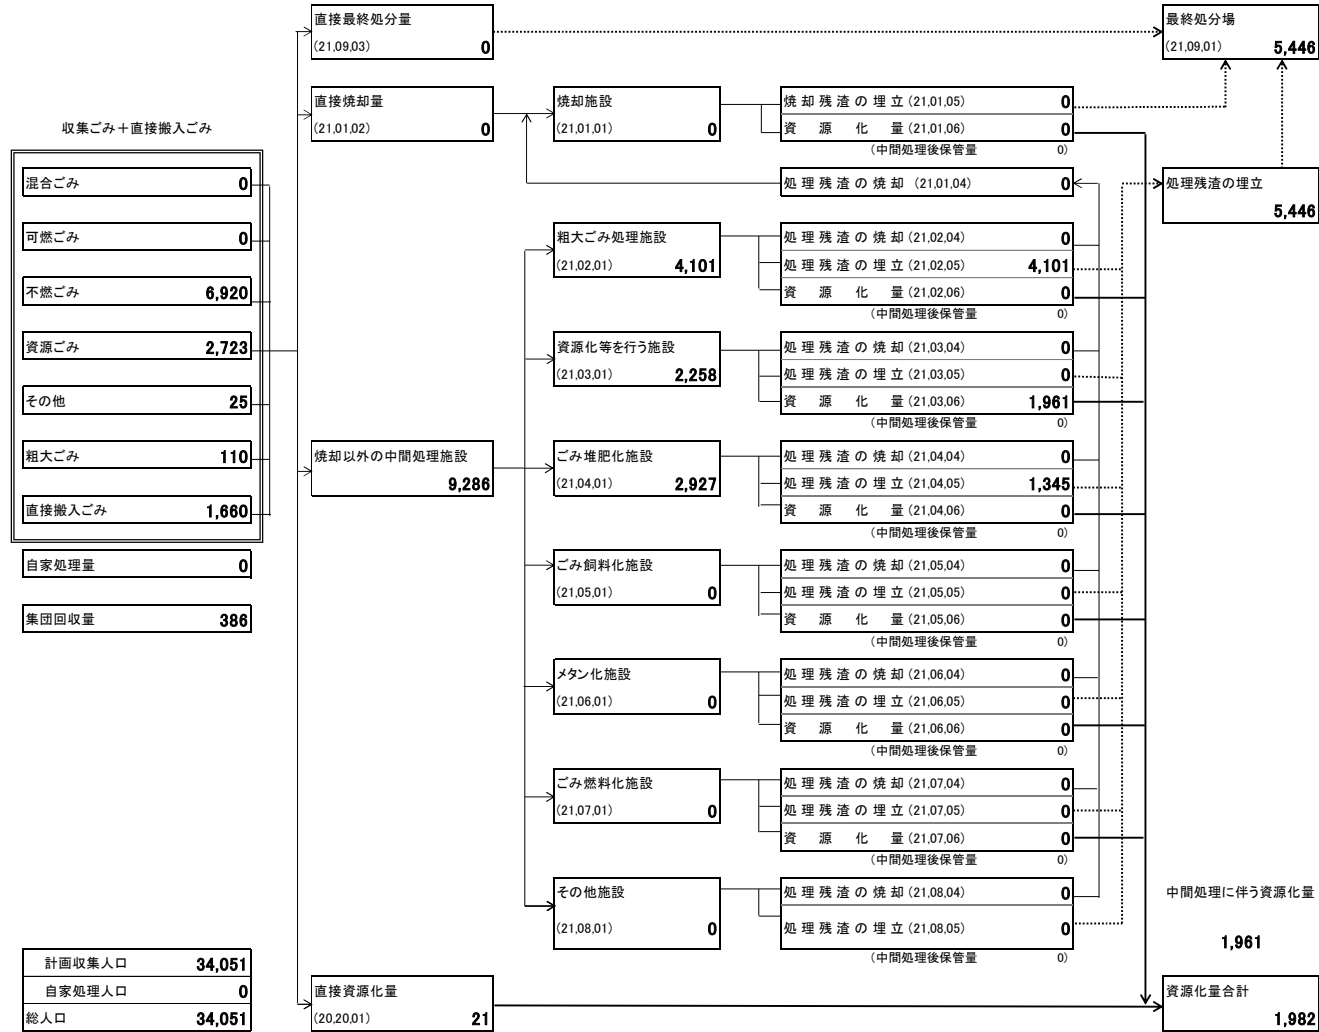 直接最終処分量
(21,09,03) 0
最終処分場
(21,09,01) 5,446
収集ごみ＋直接搬入ごみ
直接焼却量
(21,01,02) 0
焼却施設
(21,01,01) 0
焼却残渣の埋立(21,01,05) 0
資源化量(21,01,06) 0
(中間処理後保管量 0)
処理残渣の焼却 (21,01,04) 0
処理残渣の埋立
5,446
混合ごみ 0
可燃ごみ 0
不燃ごみ 6,920
資源ごみ 2,723
その他 25
粗大ごみ 110
直接搬入ごみ 1,660
自家処理量 0
集団回収量 386
焼却以外の中間処理施設
9,286
粗大ごみ処理施設
(21,02,01) 4,101
処理残渣の焼却(21,02,04) 0
処理残渣の埋立(21,02,05) 4,101
資源化量(21,02,06) 0
(中間処理後保管量 0)
資源化等を行う施設
(21,03,01) 2,258
処理残渣の焼却(21,03,04) 0
処理残渣の埋立(21,03,05) 0
資源化量(21,03,06) 1,961
(中間処理後保管量 0)
ごみ堆肥化施設
(21,04,01) 2,927
処理残渣の焼却(21,04,04) 0
処理残渣の埋立(21,04,05) 1,345
資源化量(21,04,06) 0
(中間処理後保管量 0)
ごみ飼料化施設
(21,05,01) 0
処理残渣の焼却(21,05,04) 0
処理残渣の埋立(21,05,05) 0
資源化量(21,05,06) 0
(中間処理後保管量 0)
メタン化施設
(21,06,01) 0
処理残渣の焼却(21,06,04) 0
処理残渣の埋立(21,06,05) 0
資源化量(21,06,06) 0
(中間処理後保管量 0)
ごみ燃料化施設
(21,07,01) 0
処理残渣の焼却(21,07,04) 0
処理残渣の埋立(21,07,05) 0
資源化量(21,07,06) 0
(中間処理後保管量 0)
その他施設
(21,08,01) 0
処理残渣の焼却(21,08,04) 0
処理残渣の埋立(21,08,05) 0
(中間処理後保管量 0)
中間処理に伴う資源化量
1,961
計画収集人口 34,051
自家処理人口 0
総人口 34,051
直接資源化量
(20,20,01) 21
資源化量合計
1,982